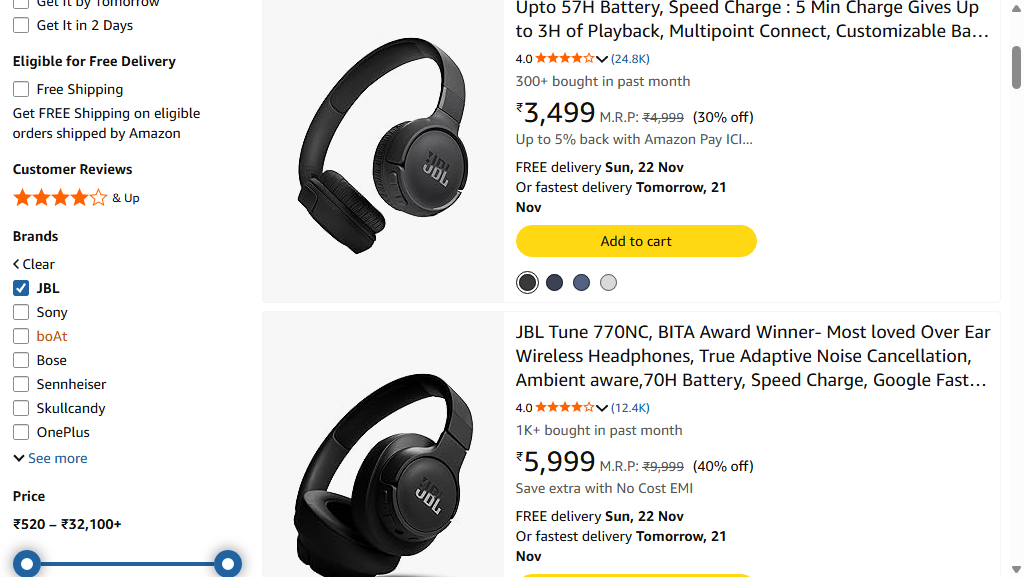 Get It by Tomorrow
Get It in 2 Days
Eligible for Free Delivery
Free Shipping
Get FREE Shipping on eligible
orders shipped by Amazon
Customer Reviews
& Up
Brands
Clear
JBL
Sony
boAt
Bose
Sennheiser
Skullcandy
OnePlus
See more
Price
₹520 – ₹32,100+
JBL
Upto 57H Battery, Speed Charge : 5 Min Charge Gives Up
to 3H of Playback, Multipoint Connect, Customizable Ba…
4.0 (24.8K)
300+ bought in past month
₹3,499 M.R.P: ₹4,999 (30% off)
Up to 5% back with Amazon Pay ICI…
FREE delivery Sun, 22 Nov
Or fastest delivery Tomorrow, 21
Nov
Add to cart
JBL
JBL Tune 770NC, BITA Award Winner- Most loved Over Ear
Wireless Headphones, True Adaptive Noise Cancellation,
Ambient aware,70H Battery, Speed Charge, Google Fast…
4.0 (12.4K)
1K+ bought in past month
₹5,999 M.R.P: ₹9,999 (40% off)
Save extra with No Cost EMI
FREE delivery Sun, 22 Nov
Or fastest delivery Tomorrow, 21
Nov